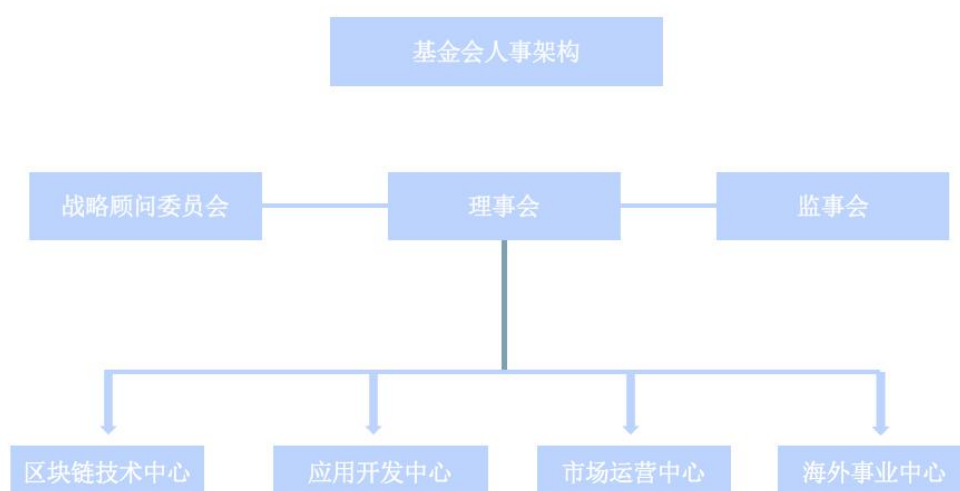 基金会人事架构
战略顾问委员会
理事会
监事会
区块链技术中心
应用开发中心
市场运营中心
海外事业中心